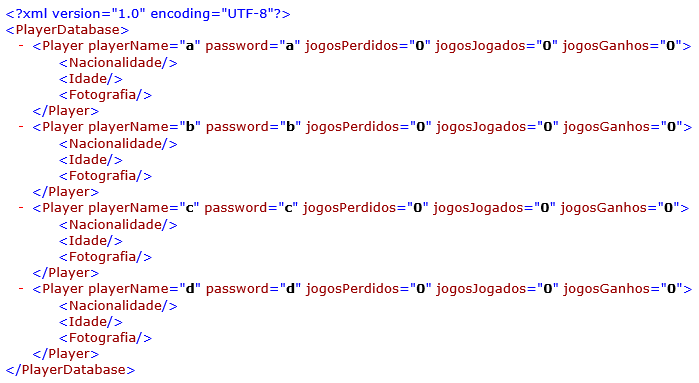 <?xml version="1.0" encoding="UTF-8"?>
<PlayerDatabase>
- <Player playerName="a" password="a" jogosPerdidos="0" jogosJogados="0" jogosGanhos="0">
<Nacionalidade/>
<Idade/>
<Fotografia/>
</Player>
- <Player playerName="b" password="b" jogosPerdidos="0" jogosJogados="0" jogosGanhos="0">
<Nacionalidade/>
<Idade/>
<Fotografia/>
</Player>
- <Player playerName="c" password="c" jogosPerdidos="0" jogosJogados="0" jogosGanhos="0">
<Nacionalidade/>
<Idade/>
<Fotografia/>
</Player>
- <Player playerName="d" password="d" jogosPerdidos="0" jogosJogados="0" jogosGanhos="0">
<Nacionalidade/>
<Idade/>
<Fotografia/>
</Player>
</PlayerDatabase>